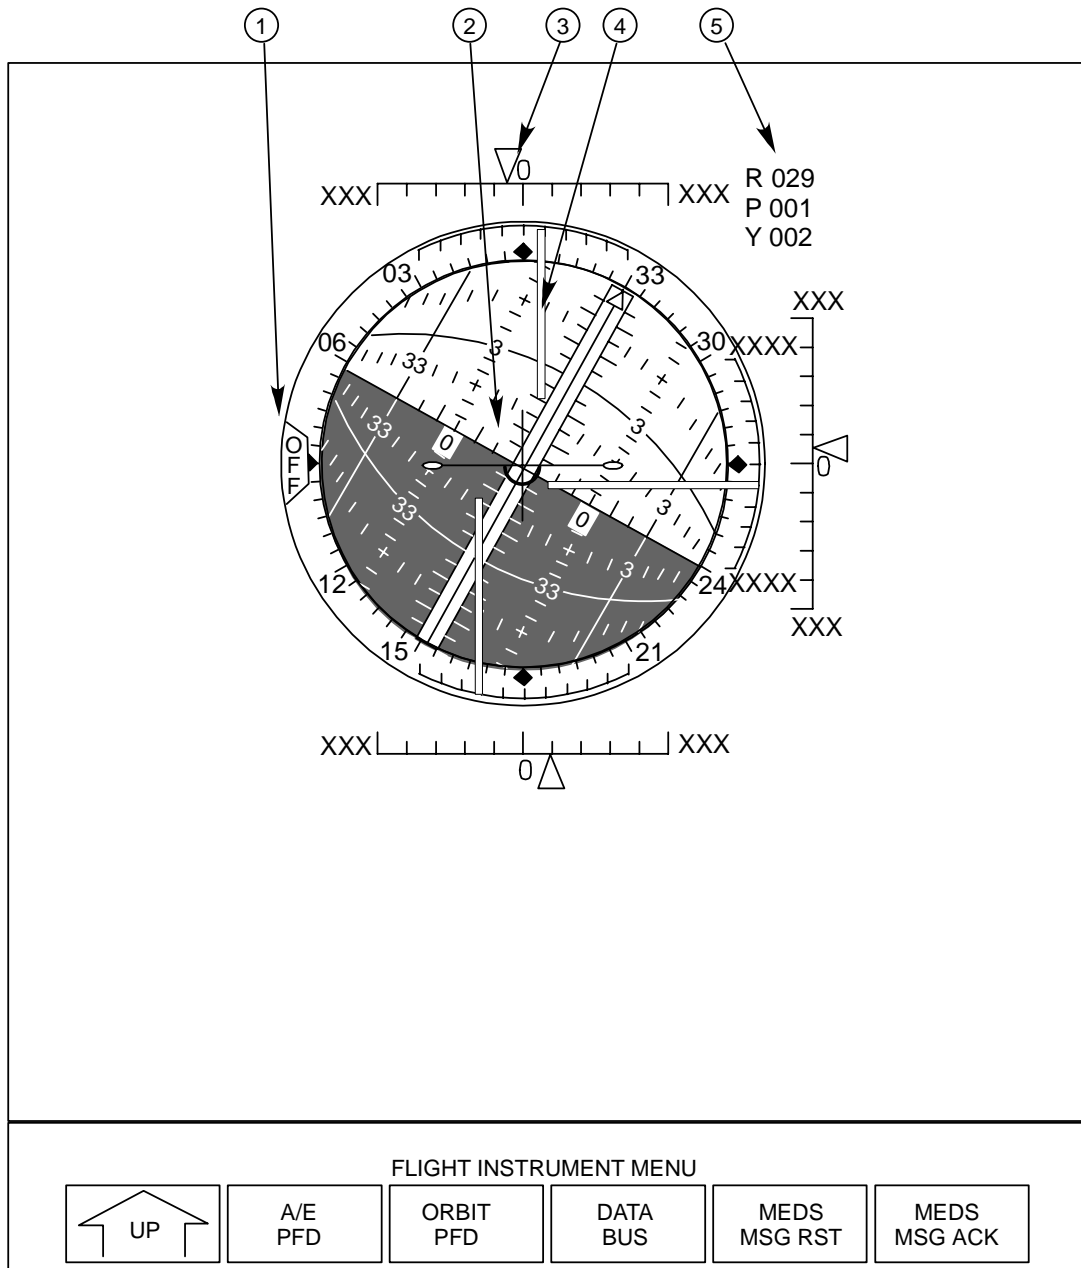 1 2 3 4 5
0
XXX XXX
R 029
P 001
Y 002
03 33
XXX
06 30 XXXX
3
33
3
33
0
OFF
0
33
0
3
33
3
12 24 XXXX
15 21
XXX
XXX XXX
0
FLIGHT INSTRUMENT MENU
UP
A/E
PFD
ORBIT
PFD
DATA
BUS
MEDS
MSG RST
MEDS
MSG ACK